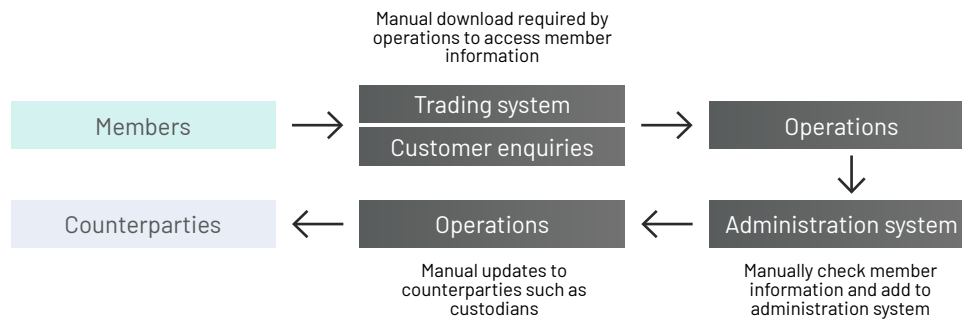 Manual download required by
operations to access member
information
Members
Trading system
Customer enquiries
Operations
Counterparties
Operations
Administration system
Manual updates to
counterparties such as
custodians
Manually check member
information and add to
administration system